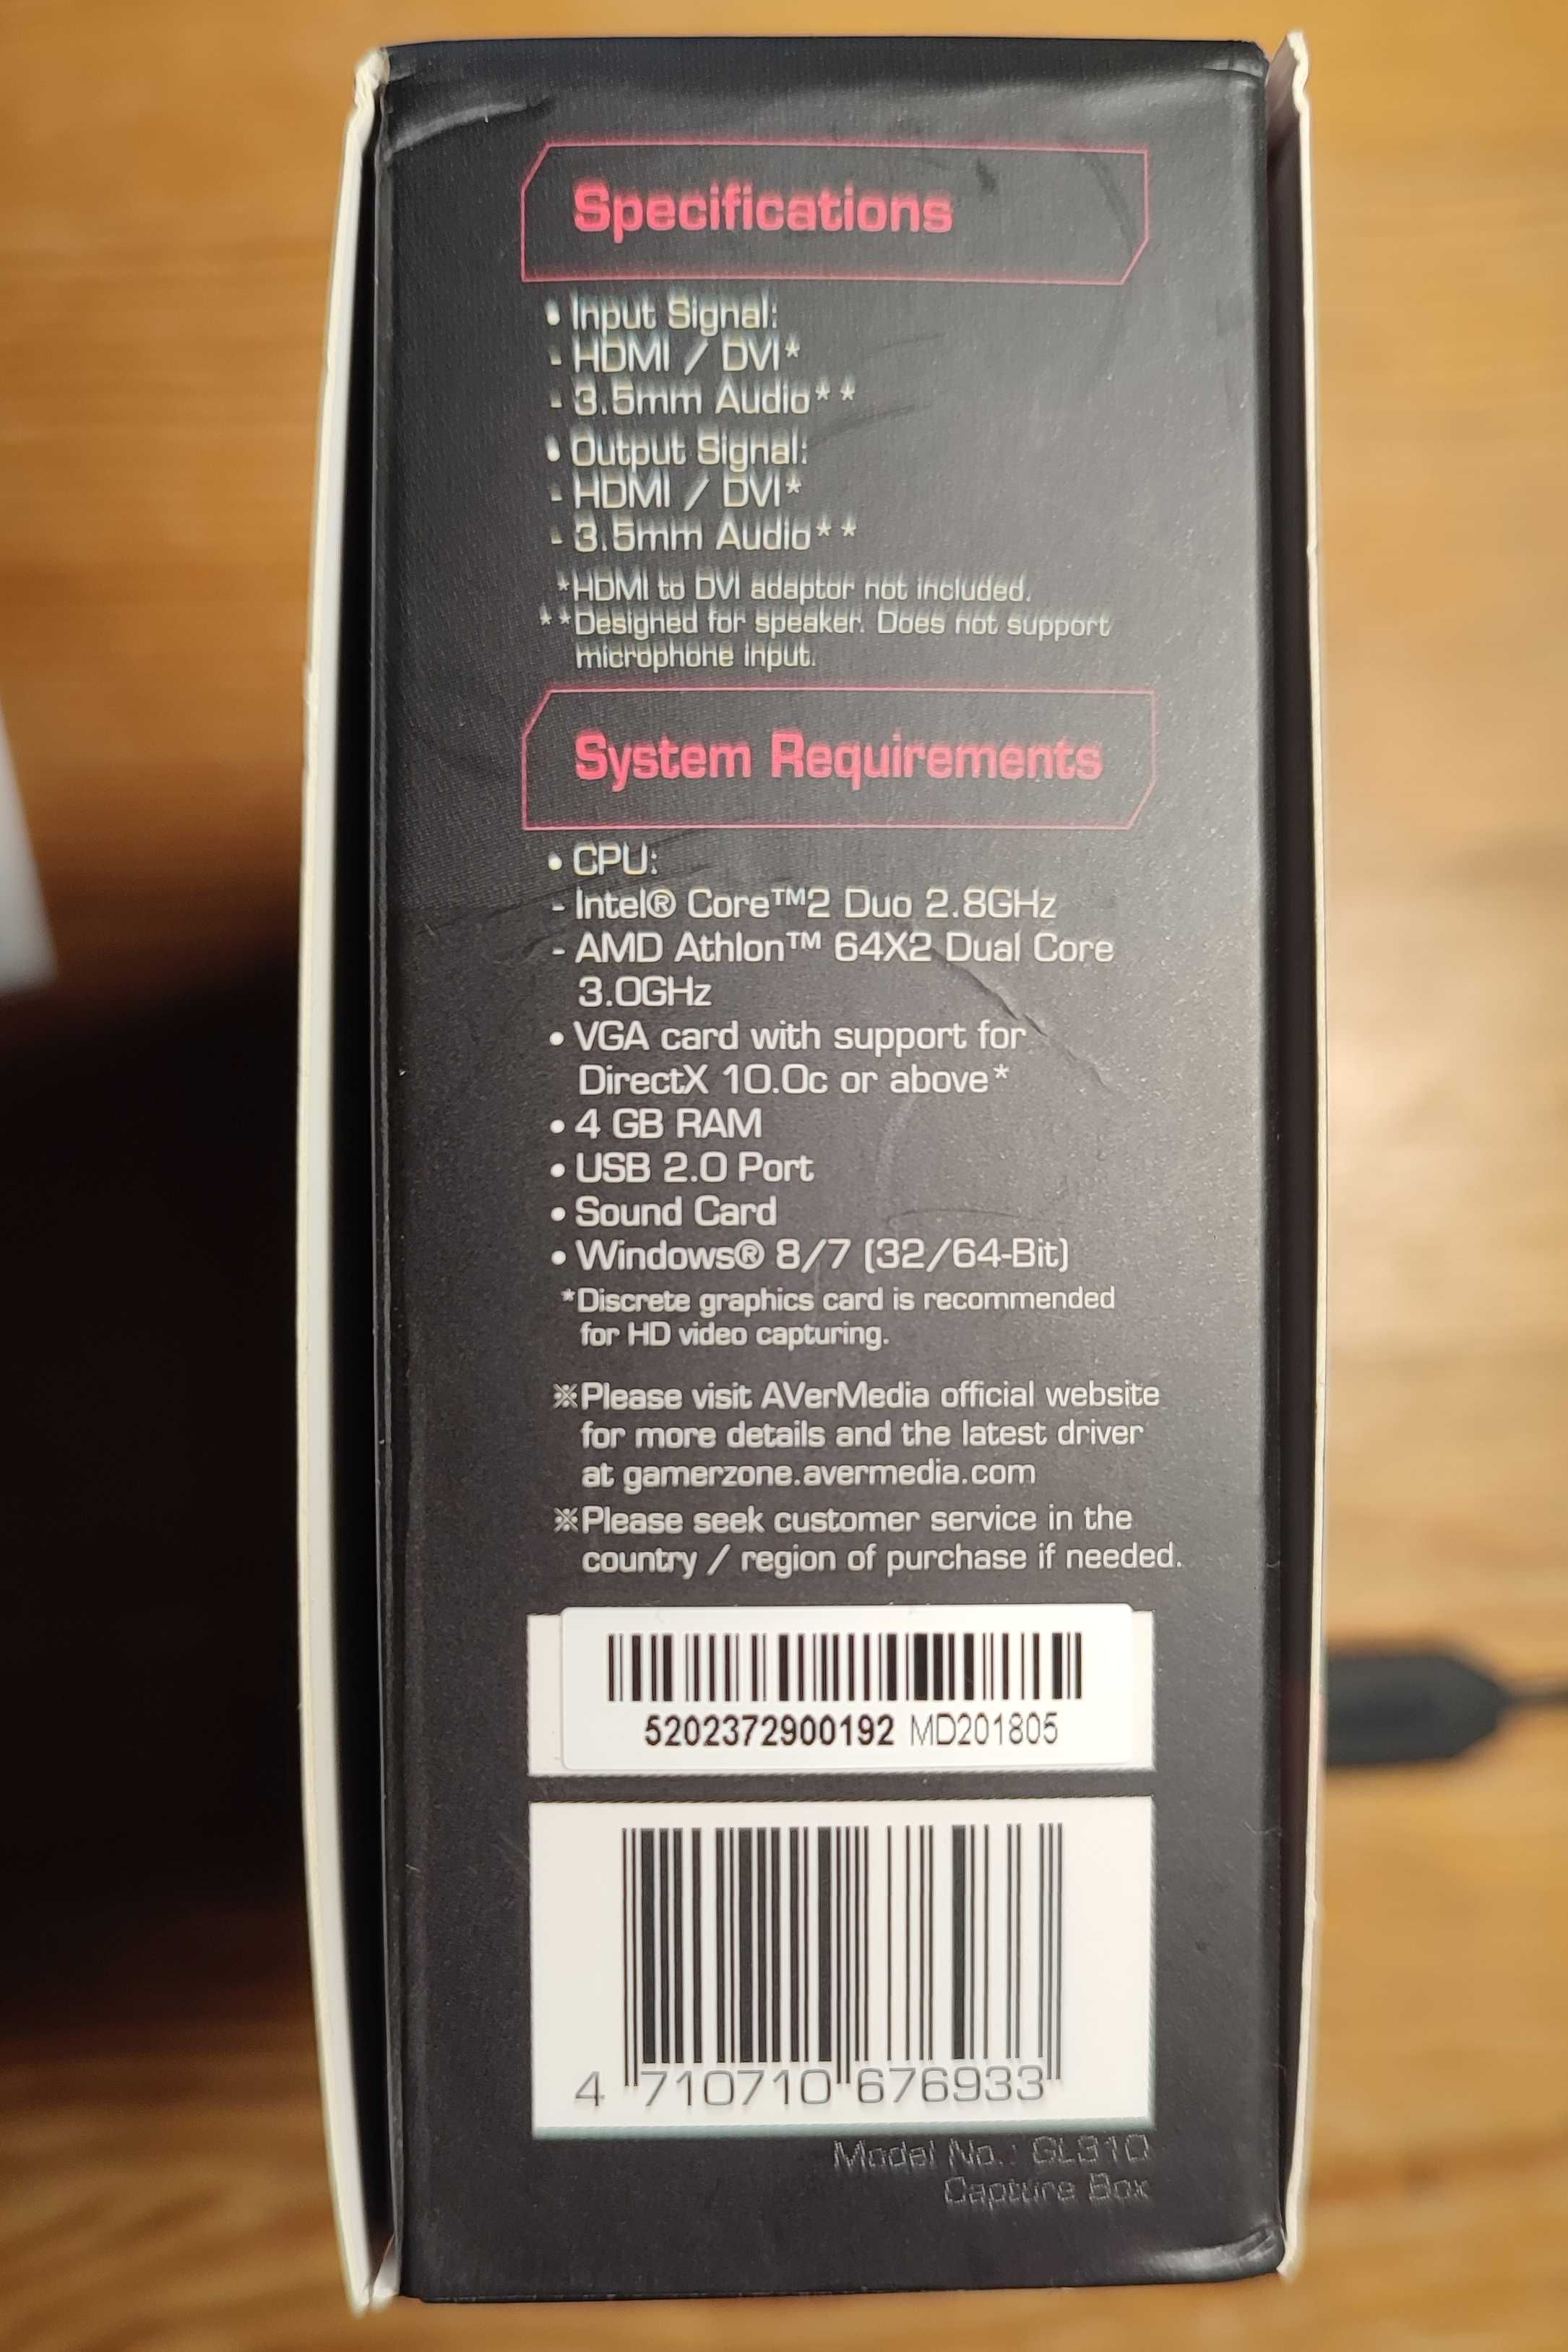 Specifications
• Input Signal:
- HDMI / DVI*
- 3.5mm Audio**
• Output Signal:
- HDMI / DVI*
- 3.5mm Audio**
*HDMI to DVI adaptor not included.
**Designed for speaker. Does not support
microphone input.
System Requirements
• CPU:
- Intel® Core™2 Duo 2.8GHz
- AMD Athlon™ 64X2 Dual Core
3.0GHz
• VGA card with support for
DirectX 10.0c or above*
• 4 GB RAM
• USB 2.0 Port
• Sound Card
• Windows® 8/7 (32/64-Bit)
*Discrete graphics card is recommended
for HD video capturing.
※Please visit AVerMedia official website
for more details and the latest driver
at gamerzone.avermedia.com
※Please seek customer service in the
country / region of purchase if needed.
5202372900192 MD201805
4 710710 676933
Model No.: GL310
Capture Box